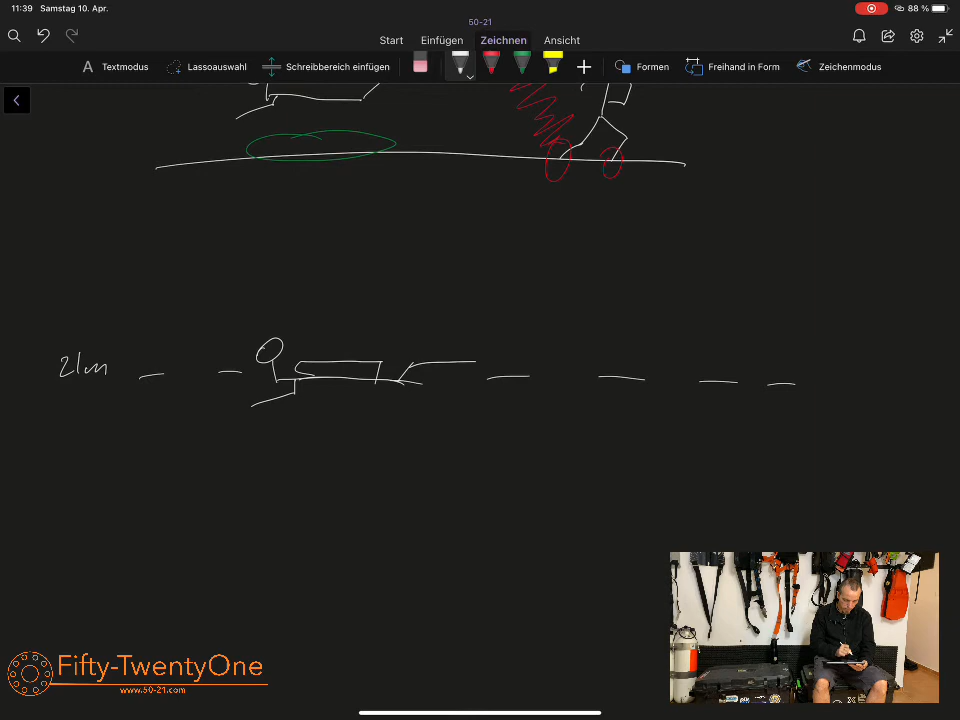 11:39 Samstag 10. Apr.
88 %
50-21
Start Einfügen Zeichnen Ansicht
A Textmodus Lassoauswahl Schreibbereich einfügen Formen Freihand in Form Zeichenmodus
21m
Fifty-TwentyOne
www.50-21.com